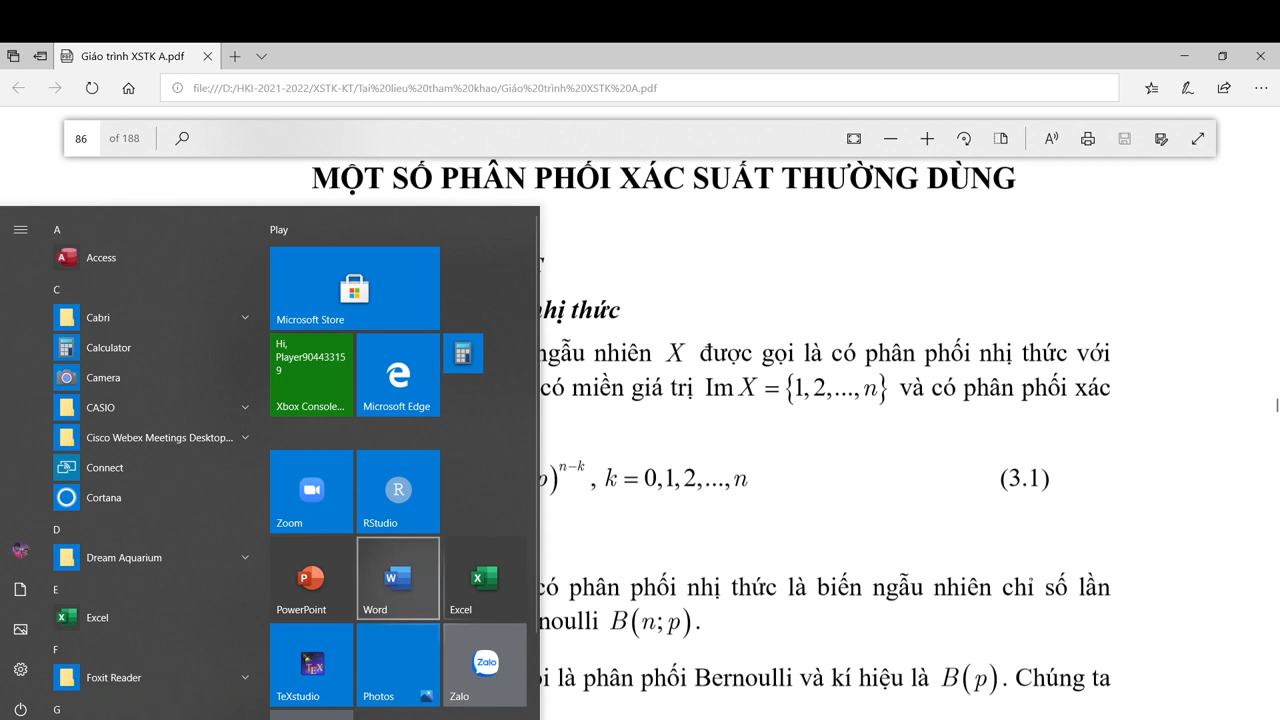 Giáo trình XSTK A.pdf
file:///D:/HKI-2021-2022/XSTK-KT/Tai%20lieu%20tham%20khao/Giáo%20trình%20XSTK%20A.pdf
86 of 188
MỘT SỐ PHÂN PHỐI XÁC SUẤT THƯỜNG DÙNG
A
Access
C
Cabri
Calculator
Camera
CASIO
Cisco Webex Meetings Desktop...
Connect
Cortana
D
Dream Aquarium
E
Excel
F
Foxit Reader
G
Play
Microsoft Store
Hi,
Player90443315
9
Xbox Console...
Microsoft Edge
Zoom
RStudio
PowerPoint
Word
Excel
TeXstudio
Photos
Zalo
nhị thức
ngẫu nhiên X được gọi là có phân phối nhị thức với
có miền giá trị Im X = {1, 2, ..., n} và có phân phối xác
)^{n−k}, k = 0, 1, 2, ..., n (3.1)
có phân phối nhị thức là biến ngẫu nhiên chỉ số lần
noulli B(n; p).
i là phân phối Bernoulli và kí hiệu là B(p). Chúng ta